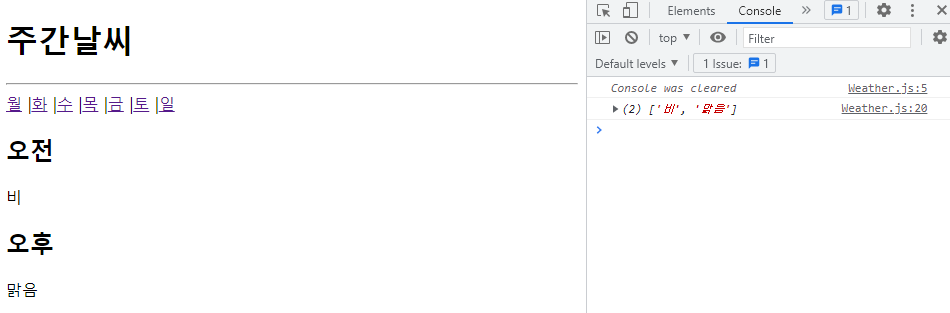 주간날씨
월 |화 |수 |목 |금 |토 |일
오전
비
오후
맑음
Elements Console » 1
top ▼ Filter
Default levels ▼ 1 Issue: 1
Console was cleared Weather.js:5
(2) ['비', '맑음'] Weather.js:20